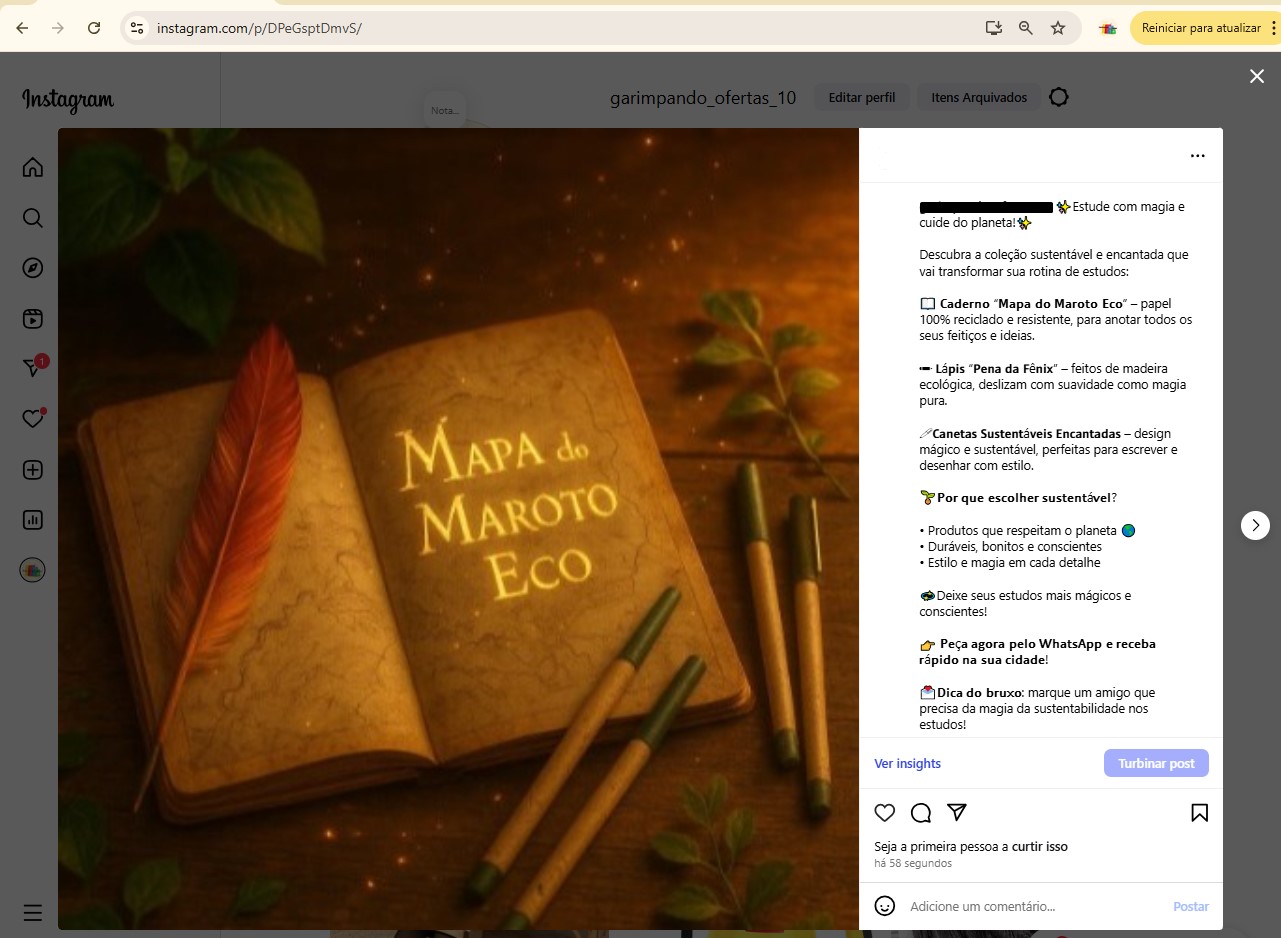 instagram.com/p/DPeGsptDmvS/
Reiniciar para atualizar
Instagram
Nota...
garimpando_ofertas_10
Editar perfil
Itens Arquivados
1
MAPA do
MAROTO
ECO
✨Estude com magia e
cuide do planeta!✨
Descubra a coleção sustentável e encantada que
vai transformar sua rotina de estudos:
📖 Caderno “Mapa do Maroto Eco” – papel
100% reciclado e resistente, para anotar todos os
seus feitiços e ideias.
✏️ Lápis “Pena da Fênix” – feitos de madeira
ecológica, deslizam com suavidade como magia
pura.
🖊️Canetas Sustentáveis Encantadas – design
mágico e sustentável, perfeitas para escrever e
desenhar com estilo.
🌱Por que escolher sustentável?
• Produtos que respeitam o planeta 🌍
• Duráveis, bonitos e conscientes
• Estilo e magia em cada detalhe
Deixe seus estudos mais mágicos e
conscientes!
👉 Peça agora pelo WhatsApp e receba
rápido na sua cidade!
💌Dica do bruxo: marque um amigo que
precisa da magia da sustentabilidade nos
estudos!
Ver insights
Turbinar post
Seja a primeira pessoa a curtir isso
há 58 segundos
Adicione um comentário...
Postar